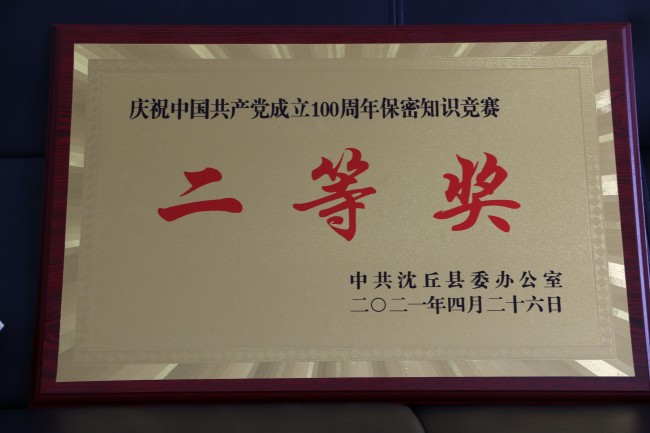 庆祝中国共产党成立100周年保密知识竞赛
二等奖
中共沈丘县委办公室
二〇二一年四月二十六日